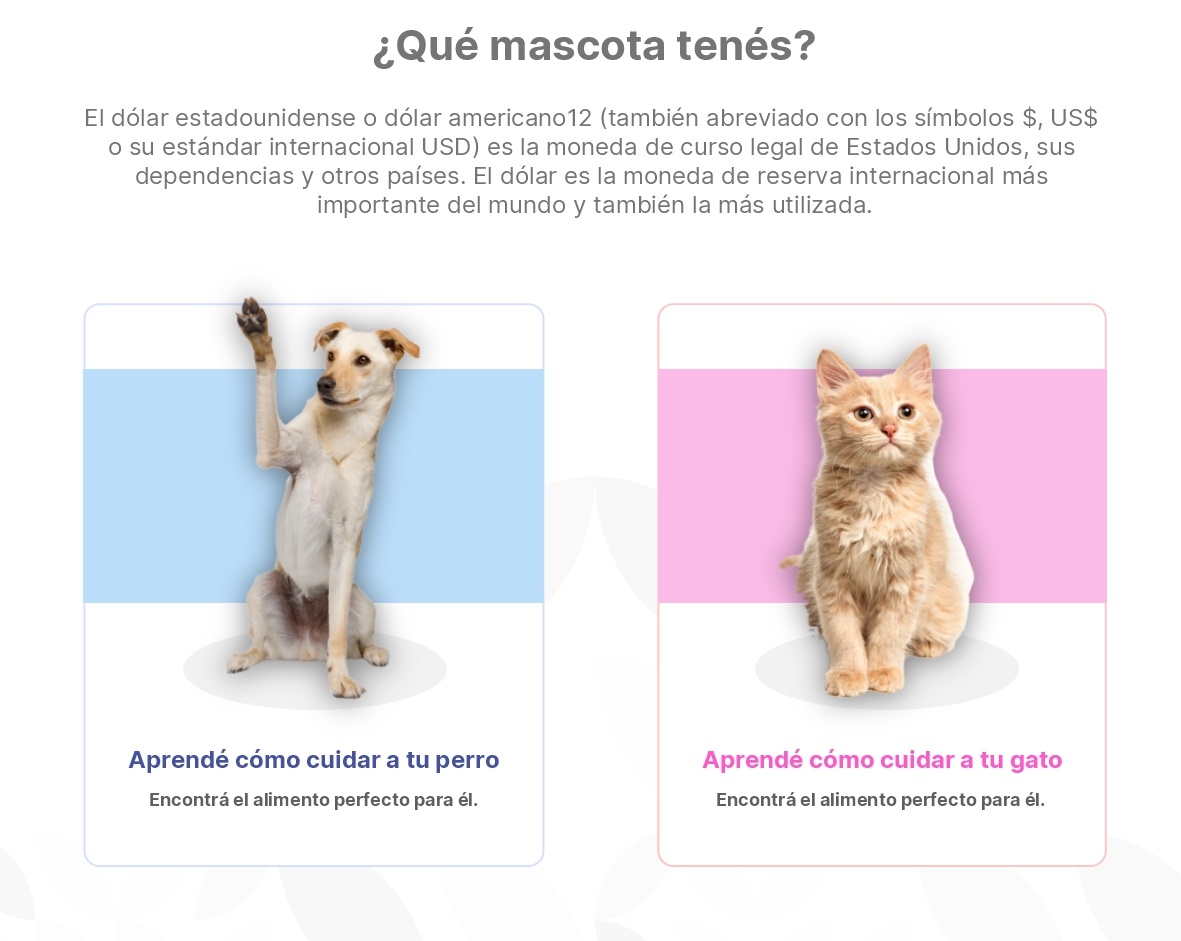 ¿Qué mascota tenés?
El dólar estadounidense o dólar americano12 (también abreviado con los símbolos $, US$
o su estándar internacional USD) es la moneda de curso legal de Estados Unidos, sus
dependencias y otros países. El dólar es la moneda de reserva internacional más
importante del mundo y también la más utilizada.
Aprendé cómo cuidar a tu perro
Encontrá el alimento perfecto para él.
Aprendé cómo cuidar a tu gato
Encontrá el alimento perfecto para él.